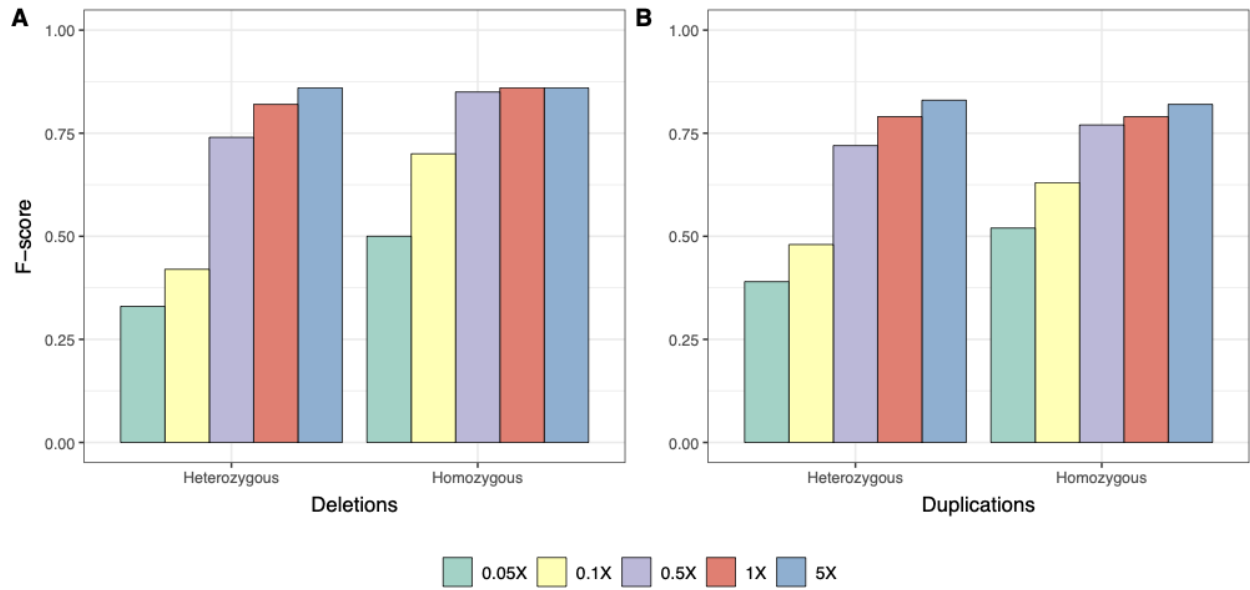 A
B
F−score
1.00
0.75
0.50
0.25
0.00
Heterozygous
Homozygous
Deletions
1.00
0.75
0.50
0.25
0.00
Heterozygous
Homozygous
Duplications
0.05X 0.1X 0.5X 1X 5X